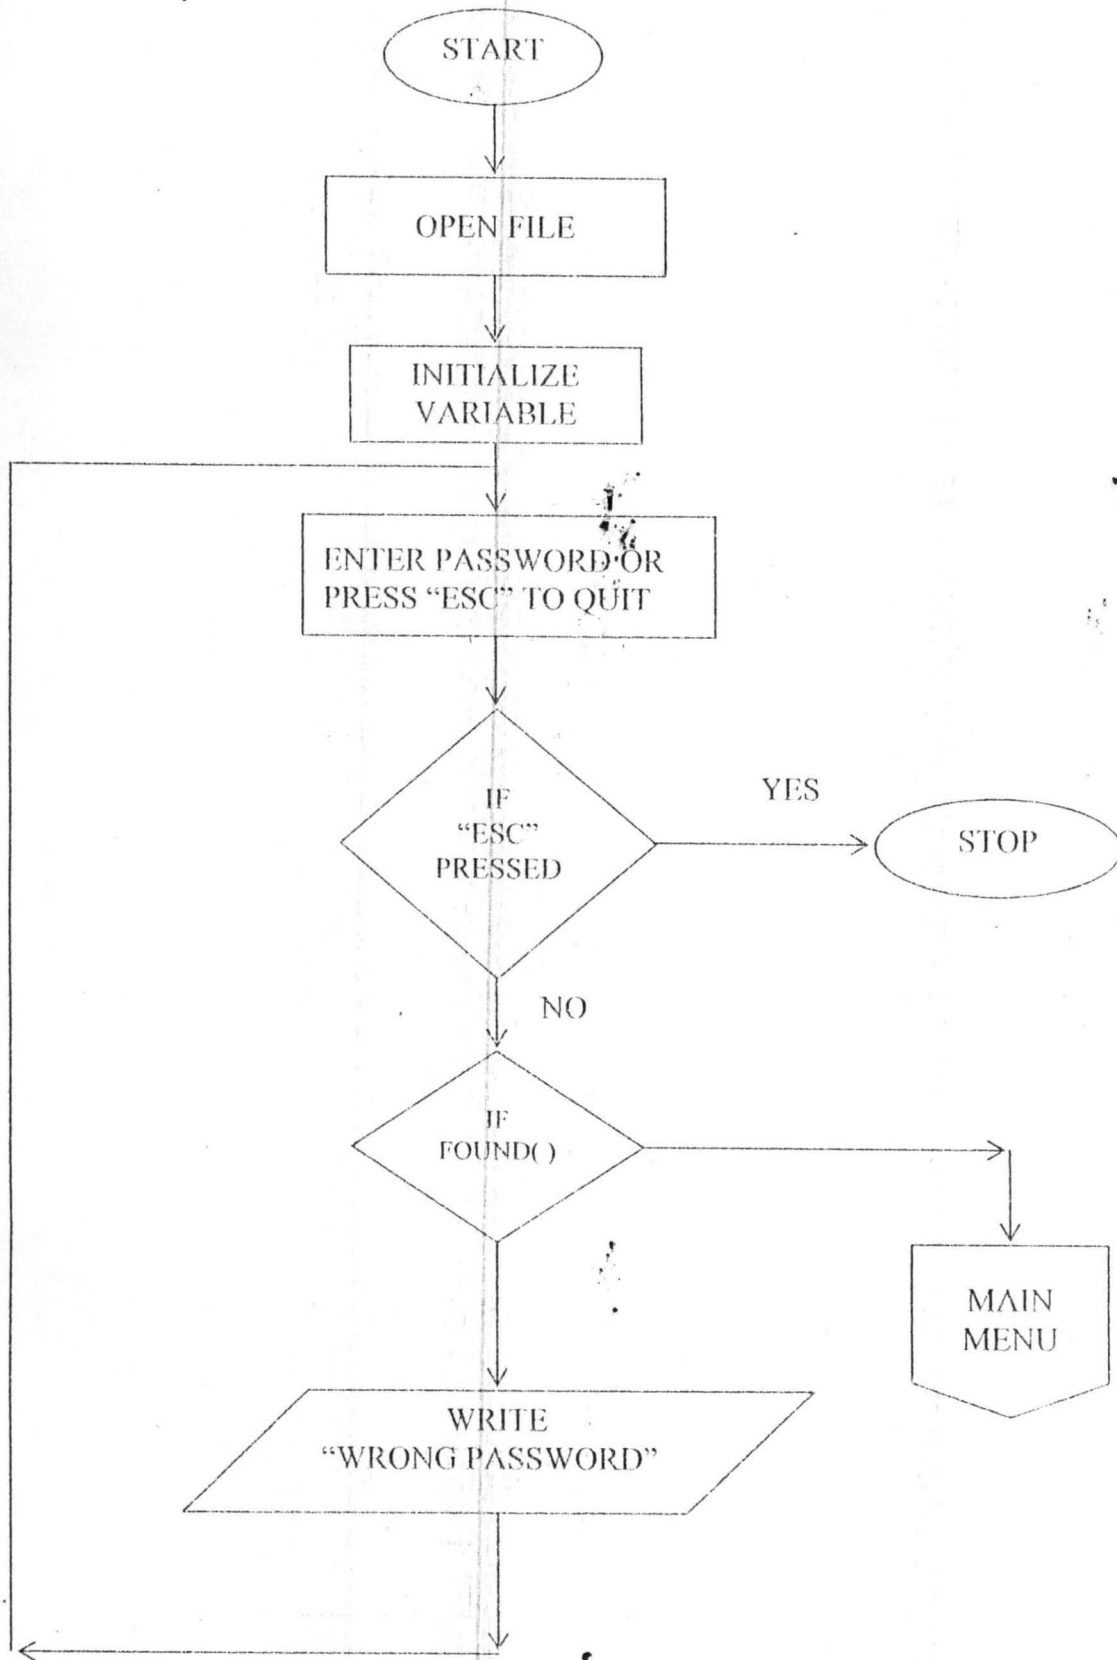 START
OPEN FILE
INITIALIZE
VARIABLE
ENTER PASSWORD OR
PRESS “ESC” TO QUIT
IF
“ESC”
PRESSED
YES
STOP
NO
IF
FOUND( )
MAIN
MENU
WRITE
“WRONG PASSWORD”